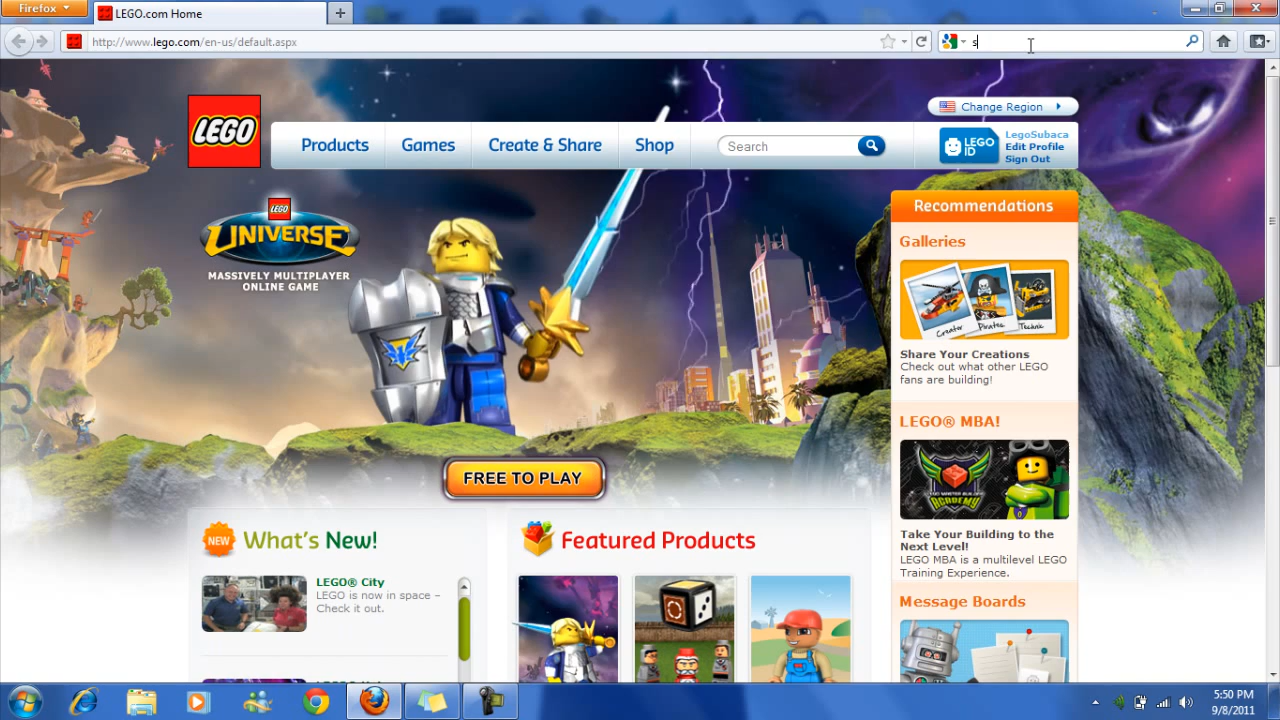 Firefox
LEGO.com Home
http://www.lego.com/en-us/default.aspx
s
Change Region
LEGO
Products
Games
Create & Share
Shop
Search
LEGO ID
LegoSubaca
Edit Profile
Sign Out
LEGO
UNIVERSE
MASSIVELY MULTIPLAYER
ONLINE GAME
Recommendations
Galleries
Creator
Pirates
Technic
Share Your Creations
Check out what other LEGO
fans are building!
LEGO® MBA!
ACADEMY
Take Your Building to the
Next Level!
LEGO MBA is a multilevel LEGO
Training Experience.
Message Boards
FREE TO PLAY
NEW
What's New!
LEGO® City
LEGO is now in space –
Check it out.
Featured Products
5:50 PM
9/8/2011